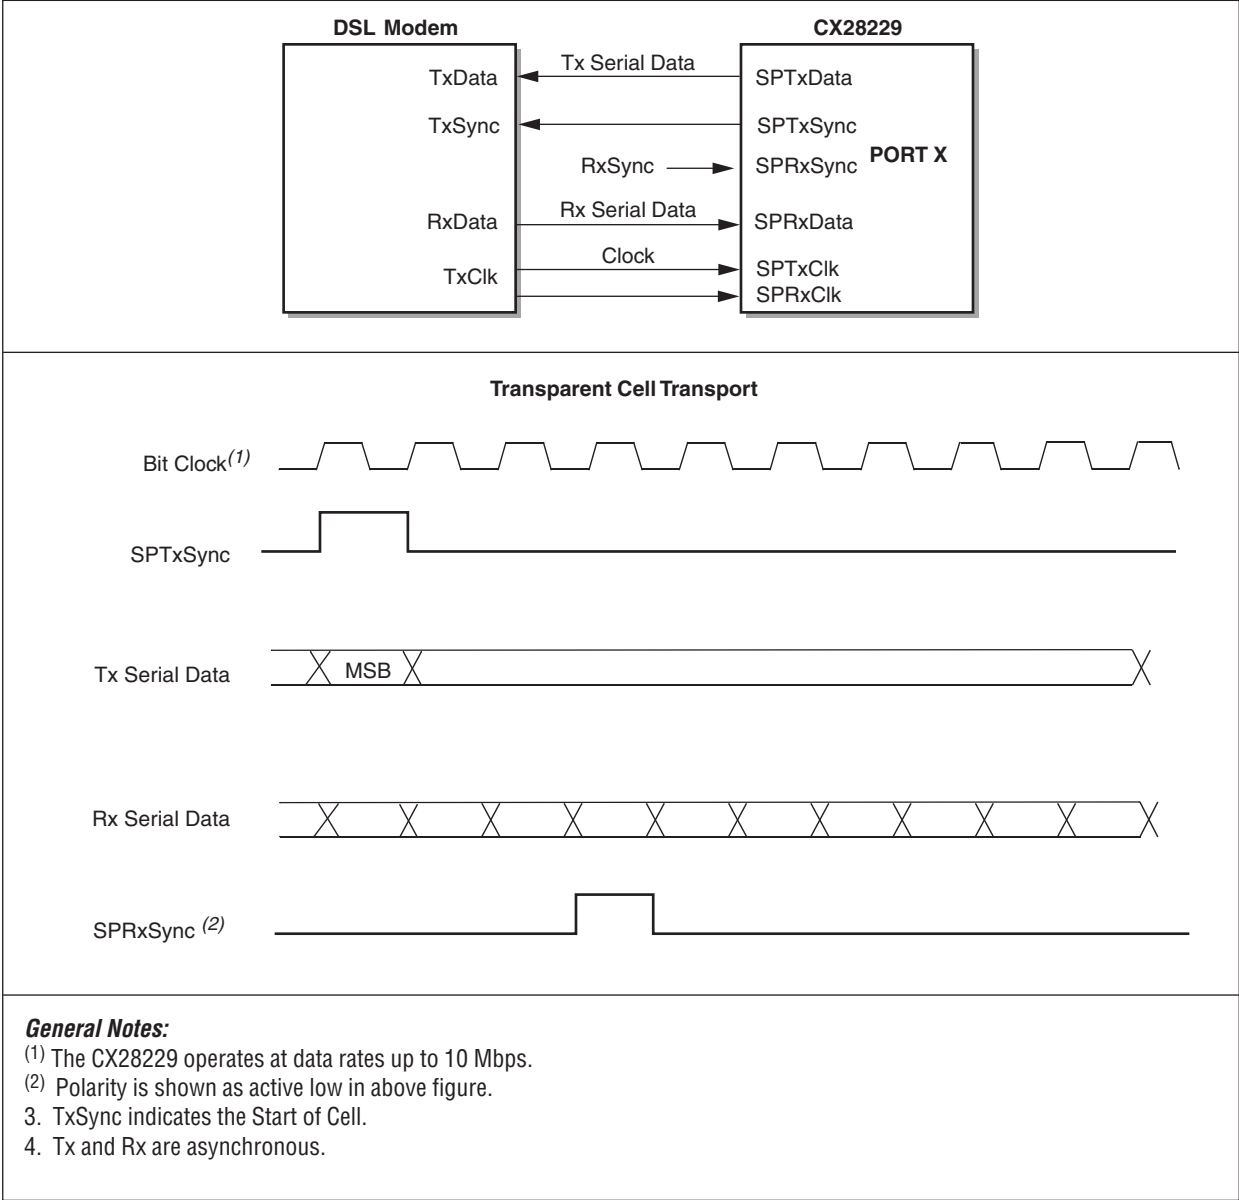 DSL Modem
CX28229
TxData
Tx Serial Data
SPTxData
TxSync
SPTxSync
PORT X
RxSync
SPRxSync
RxData
Rx Serial Data
SPRxData
TxClk
Clock
SPTxClk
SPRxClk
Transparent Cell Transport
Bit Clock(1)
SPTxSync
Tx Serial Data
MSB
Rx Serial Data
SPRxSync (2)
General Notes:
(1) The CX28229 operates at data rates up to 10 Mbps.
(2) Polarity is shown as active low in above figure.
3. TxSync indicates the Start of Cell.
4. Tx and Rx are asynchronous.